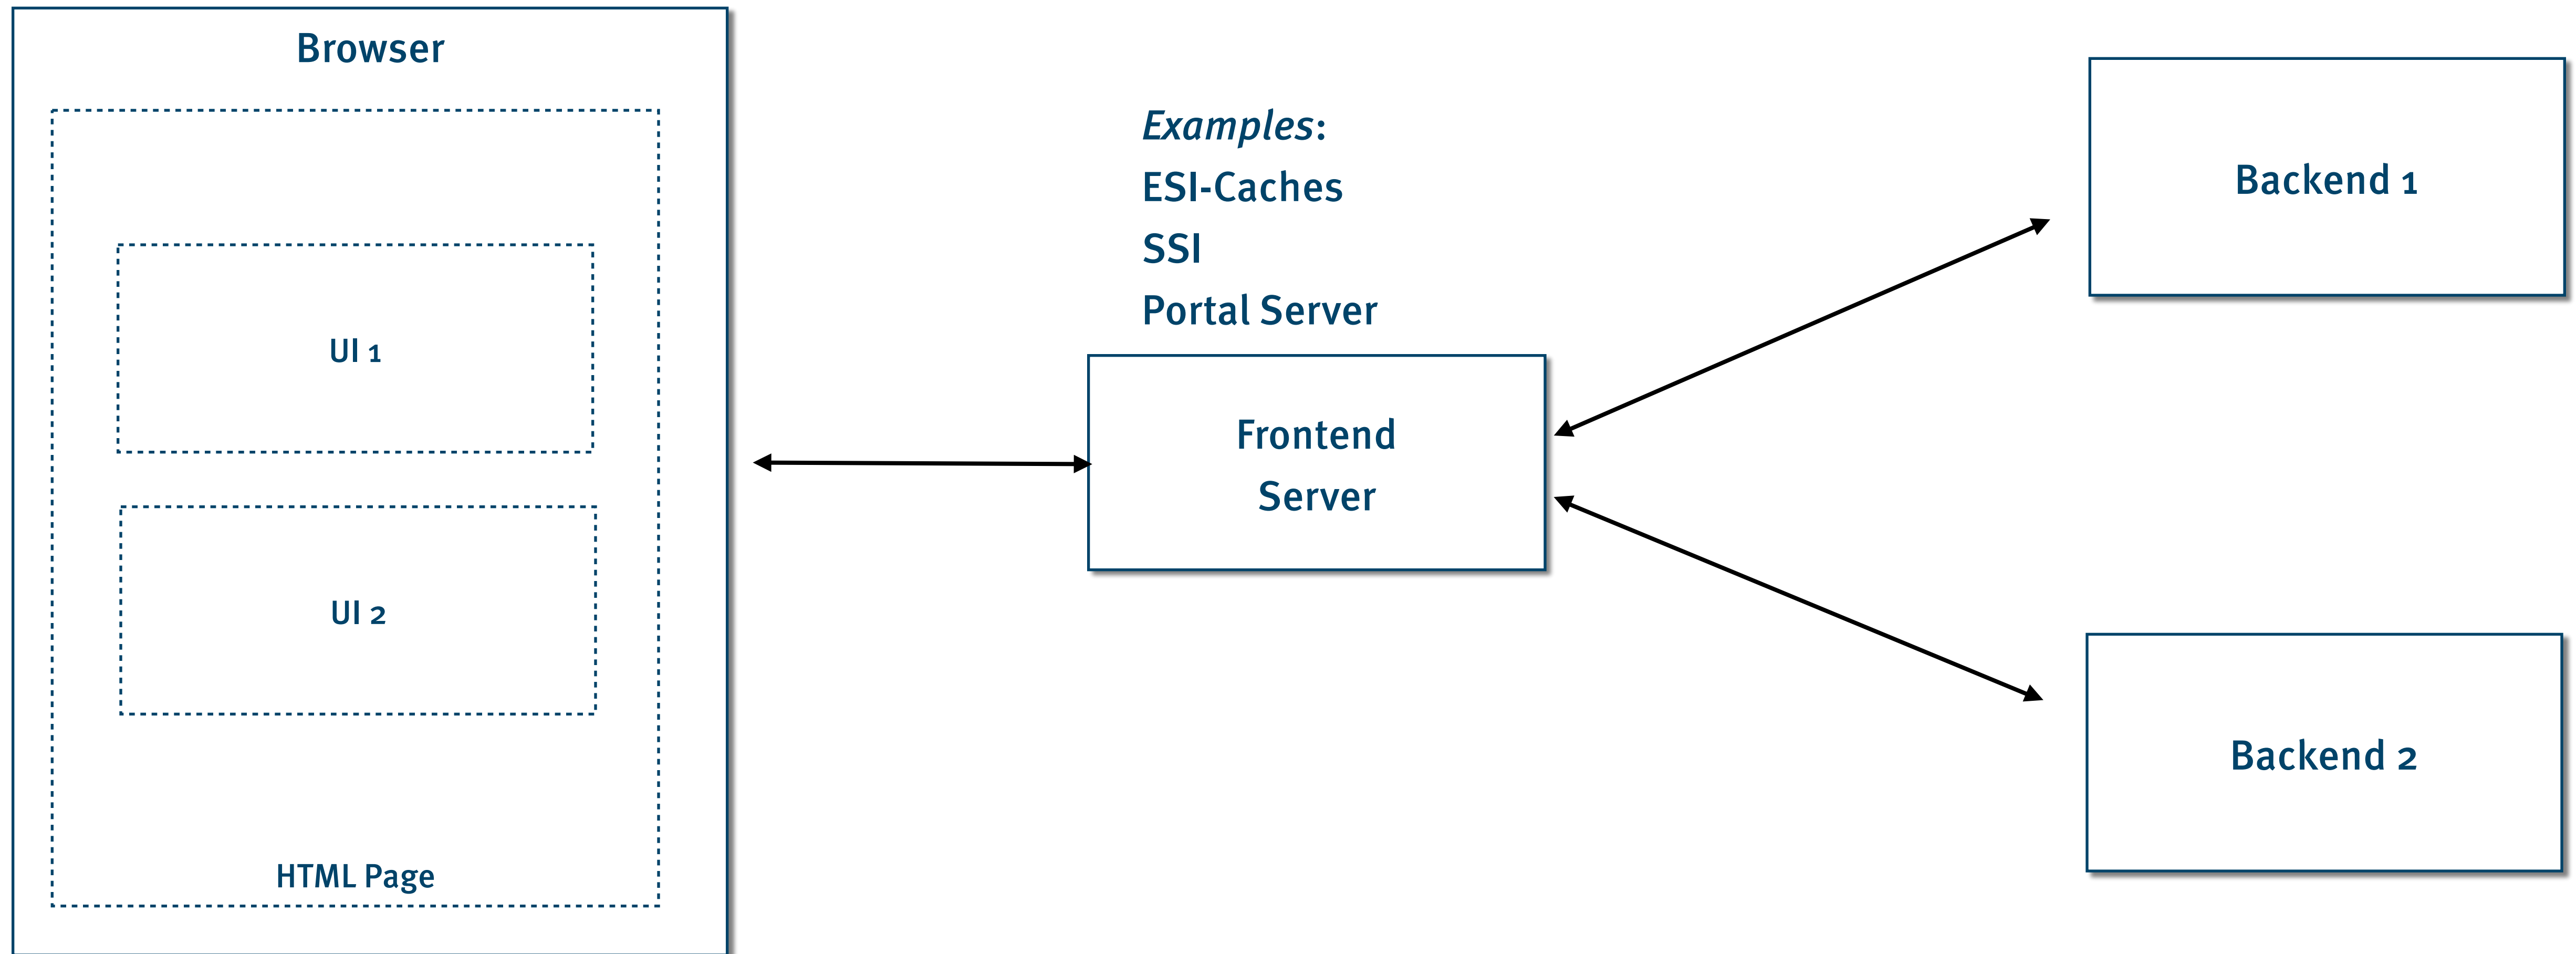 Browser
UI 1
UI 2
HTML Page
Examples:
ESI-Caches
SSI
Portal Server
Frontend
Server
Backend 1
Backend 2